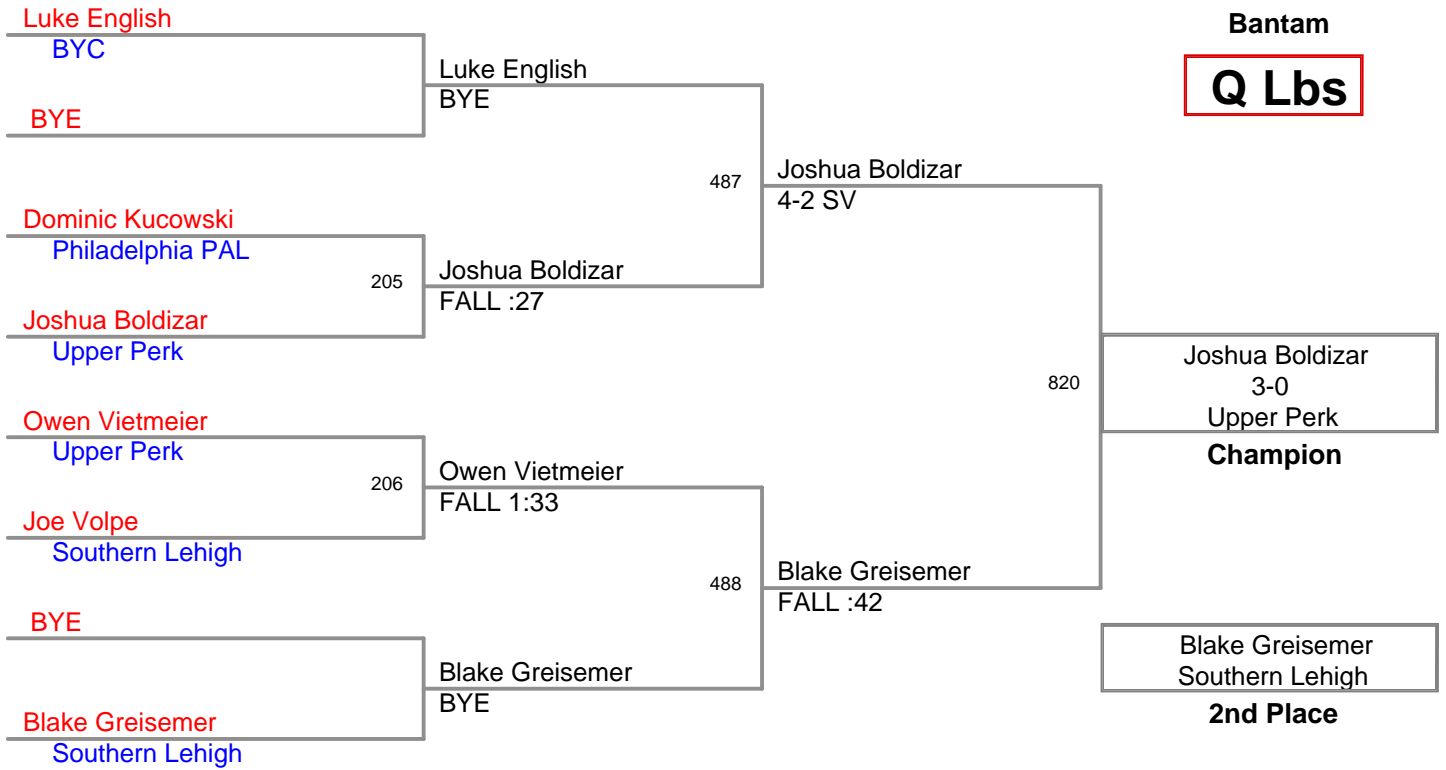 Luke English
BYC
BYE
Dominic Kucowski
Philadelphia PAL
Joshua Boldizar
Upper Perk
Owen Vietmeier
Upper Perk
Joe Volpe
Southern Lehigh
BYE
Blake Greisemer
Southern Lehigh
205
206
Luke English
BYE
Joshua Boldizar
FALL :27
Owen Vietmeier
FALL 1:33
Blake Greisemer
BYE
487
488
Joshua Boldizar
4-2 SV
Blake Greisemer
FALL :42
820
Bantam
Q Lbs
Joshua Boldizar
3-0
Upper Perk
Champion
Blake Greisemer
Southern Lehigh
2nd Place